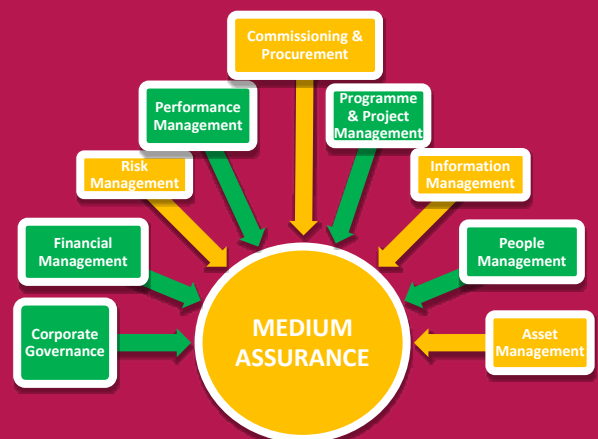 Commissioning &
Procurement
Performance
Management
Programme
& Project
Management
Risk
Management
Information
Management
Financial
Management
People
Management
Corporate
Governance
MEDIUM
ASSURANCE
Asset
Management